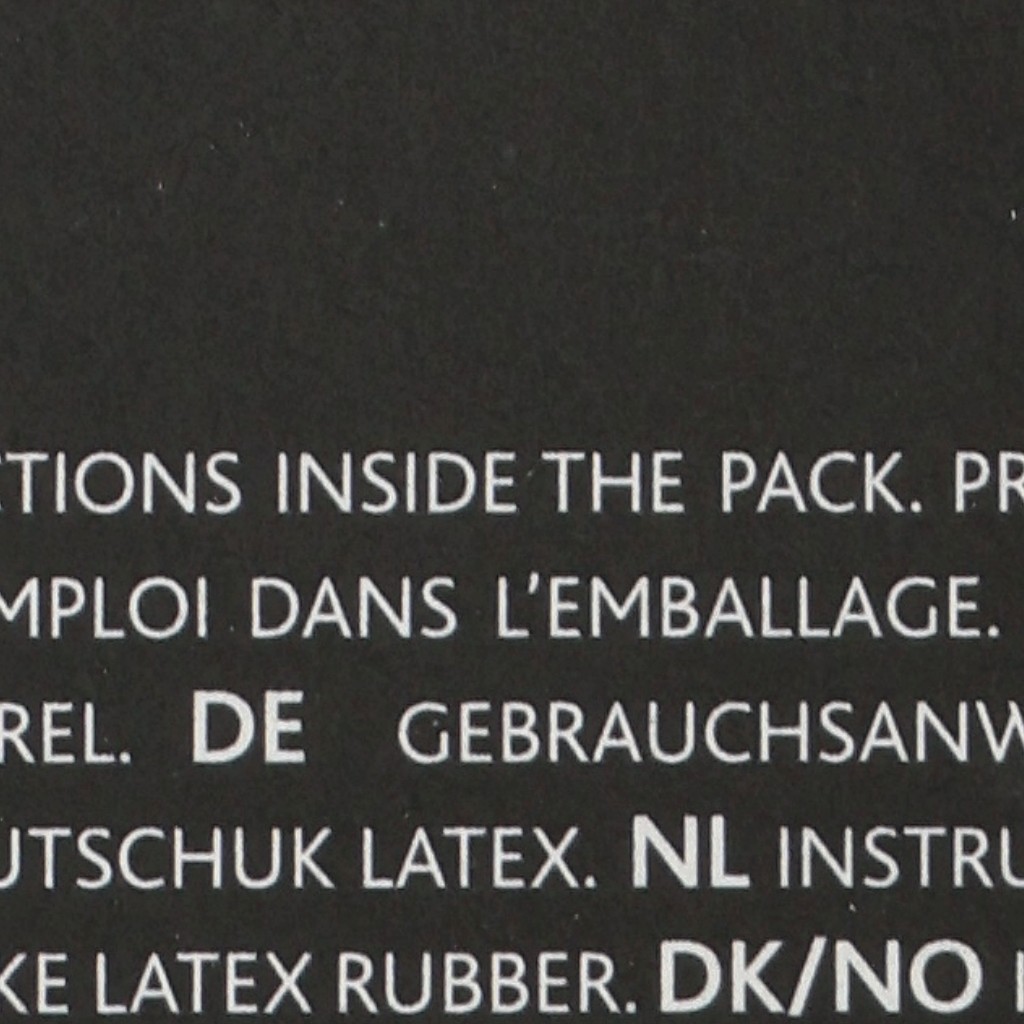 CTIONS INSIDE THE PACK. PR
MPLOI DANS L’EMBALLAGE.
REL. DE GEBRAUCHSANW
UTSCHUK LATEX. NL INSTRU
KE LATEX RUBBER. DK/NO